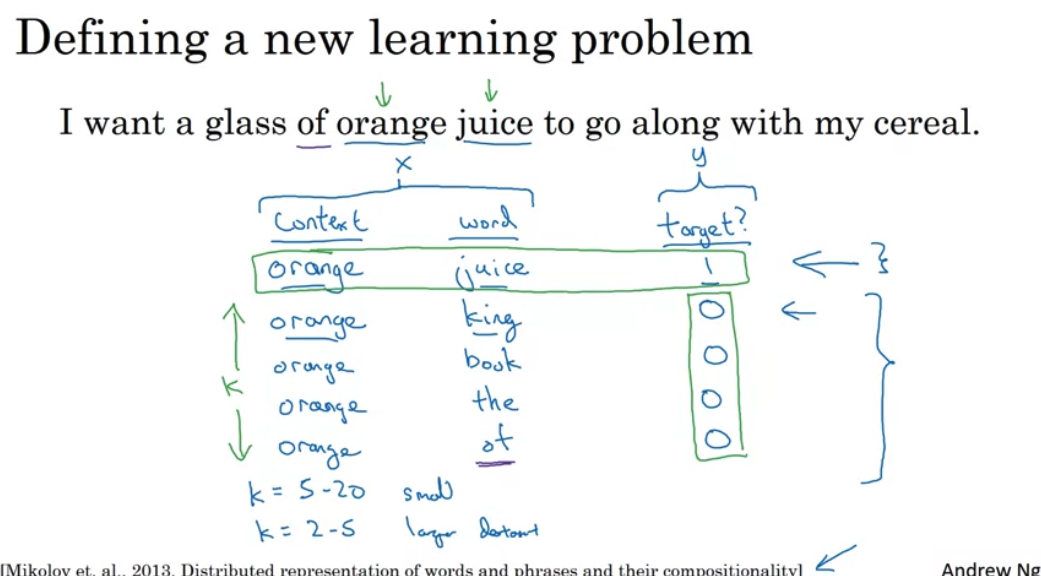 Defining a new learning problem
I want a glass of orange juice to go along with my cereal.
x y
context word target?
orange juice 1
orange king 0
orange book 0
orange the 0
orange of 0
k
k = 5-20 small
k = 2-5 larger
[Mikolov et. al., 2013. Distributed representation of words and phrases and their compositionality]
Andrew Ng